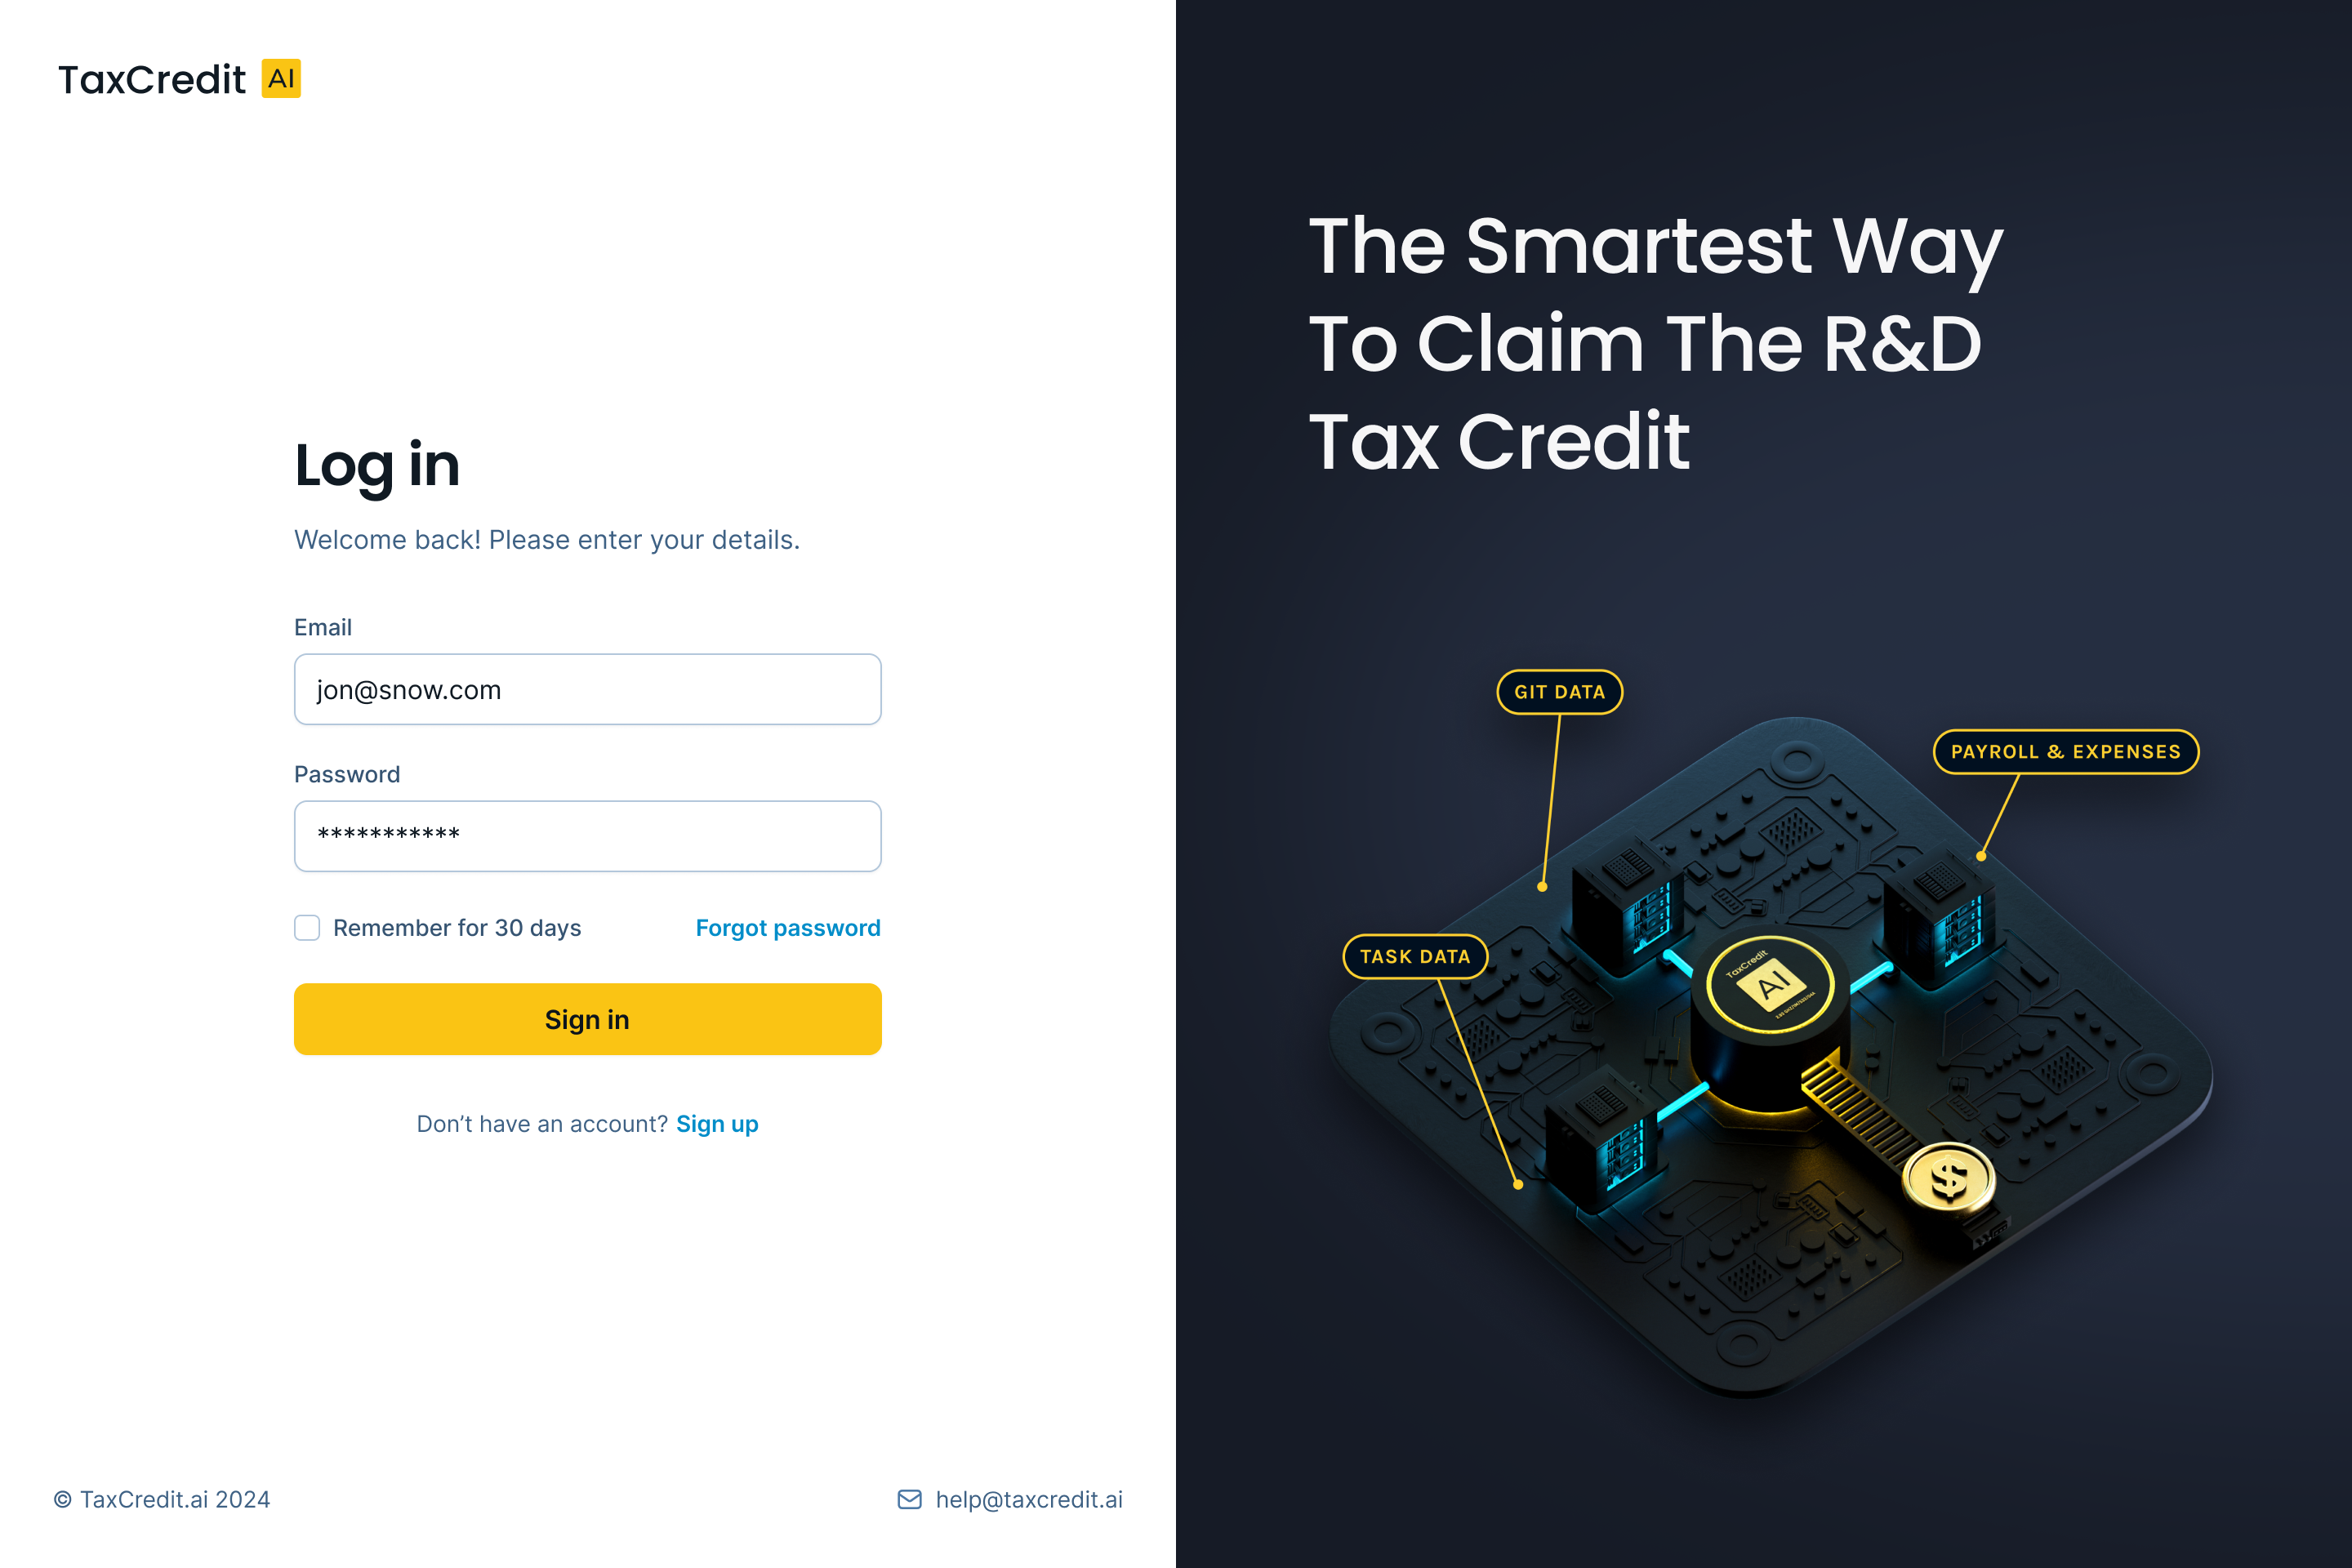 TaxCredit AI
Log in
Welcome back! Please enter your details.
Email
jon@snow.com
Password
***********
Remember for 30 days
Forgot password
Sign in
Don’t have an account? Sign up
© TaxCredit.ai 2024
help@taxcredit.ai
The Smartest Way
To Claim The R&D
Tax Credit
GIT DATA
PAYROLL & EXPENSES
TASK DATA
TaxCredit
AI
$